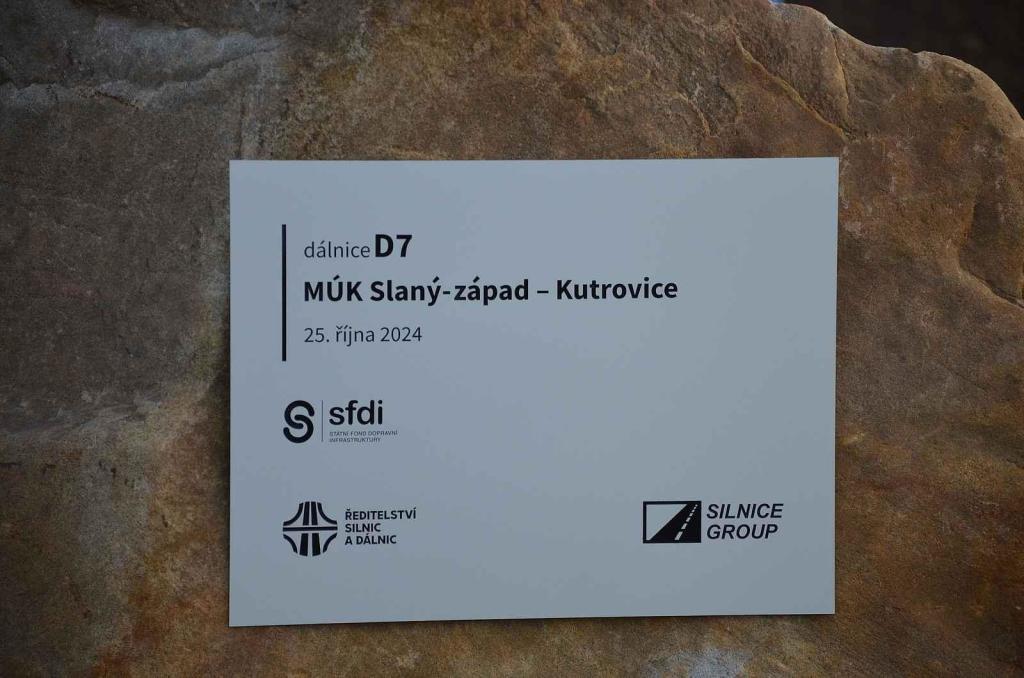 dálnice D7
MÚK Slaný-západ – Kutrovice
25. října 2024
sfdi
STÁTNÍ FOND DOPRAVNÍ
INFRASTRUKTURY
ŘEDITELSTVÍ
SILNIC
A DÁLNIC
SILNICE
GROUP